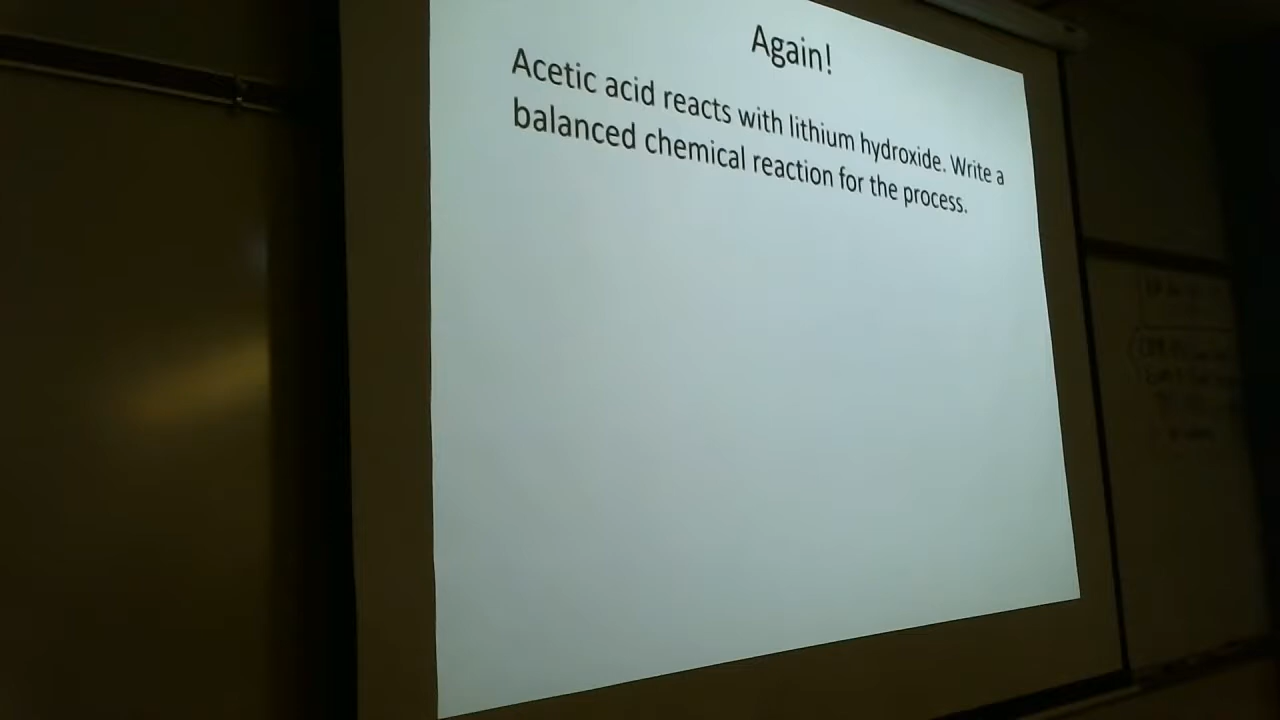 Again!
Acetic acid reacts with lithium hydroxide. Write a
balanced chemical reaction for the process.